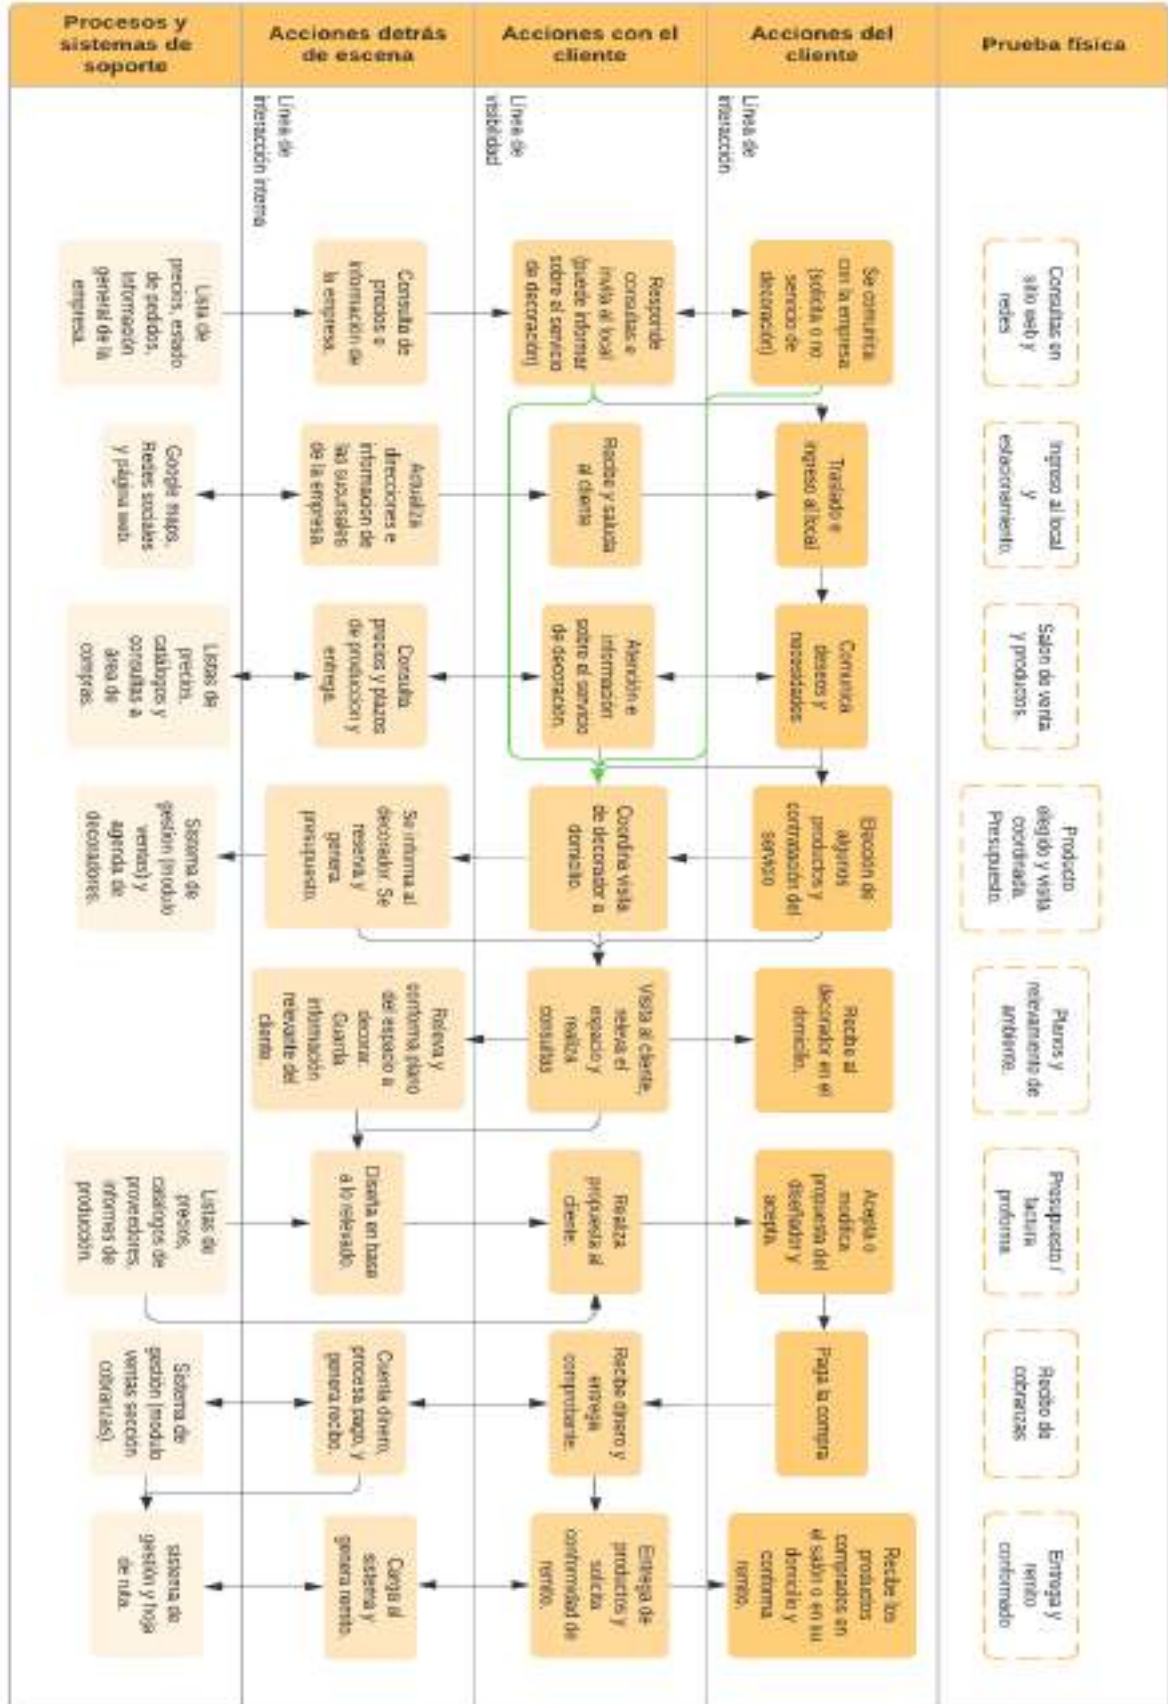 Procesos y
sistemas de
soporte
Acciones detrás
de escena
Acciones con el
cliente
Acciones del
cliente
Prueba física
Línea de
interacción interna
Línea de
visibilidad
Línea de
interacción
Consultas en
sitio web y
redes
Se comunica
con la empresa
(solicita o no
servicio de
decoración)
Responde
consultas e
invita al local
(puede informar
sobre el servicio
de decoración)
Consulta de
precios e
información de
la empresa.
Lista de
precios, estado
de pedidos,
Información
general de la
empresa.
Ingreso al local
y
estacionamiento.
Traslado e
ingreso al local
Recibe y saluda
al cliente
Actualiza
direcciones e
información de
las sucursales
de la empresa.
Google maps,
Redes sociales
y página web.
Salon de venta
y productos.
Comunica
deseos y
necesidades
Atención e
información
sobre el servicio
de decoración.
Consulta
precios y plazos
de produccion y
entrega.
Listas de
precios,
catálogos y
consultas a
área de
compras.
Producto
elegido y visita
coordinada.
Presupuesto.
Elección de
algunos
productos y
contratación del
servicio
Coordina visita
de decorador a
domicilio.
Se informa al
decorador. Se
reserva y
genera
presupuesto.
Sistema de
gestión (modulo
ventas) y
agenda de
decoradores.
Planos y
relevamiento de
ambiente.
Recibe al
decorador en el
domicilio.
Visita al cliente,
releva el
espacio y
realiza
consultas
Releva y
conforma plano
del espacio a
decorar.
Guarda
información
relevante del
cliente.
Presupuesto /
factura
proforma.
Acepta o
modifica
propuesta del
diseñador y
acepta.
Realiza
propuesta al
cliente.
Diseña en base
a lo relevado.
Listas de
precios,
catálogos de
proveedores,
informes de
producción.
Recibo de
cobranzas
Paga la compra
Recibe dinero y
entrega
comprobante.
Cuenta dinero,
procesa pago, y
genera recibo.
Sistema de
gestión (modulo
ventas sección
cobranzas).
Entrega y
remito
conformado
Recibe los
productos
comprados en
el salón o en su
domicilio y
conforma
remito.
Entrega de
productos y
solicita
conformidad de
remito.
Carga al
sistema y
genera remito.
sistema de
gestión y hoja
de ruta.